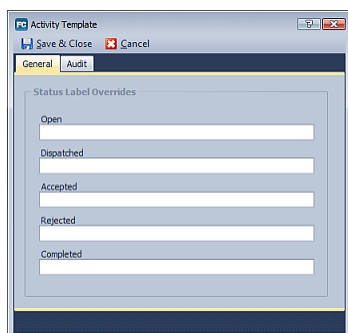 FC Activity Template
Save & Close Cancel
General Audit
Status Label Overrides
Open
Dispatched
Accepted
Rejected
Completed